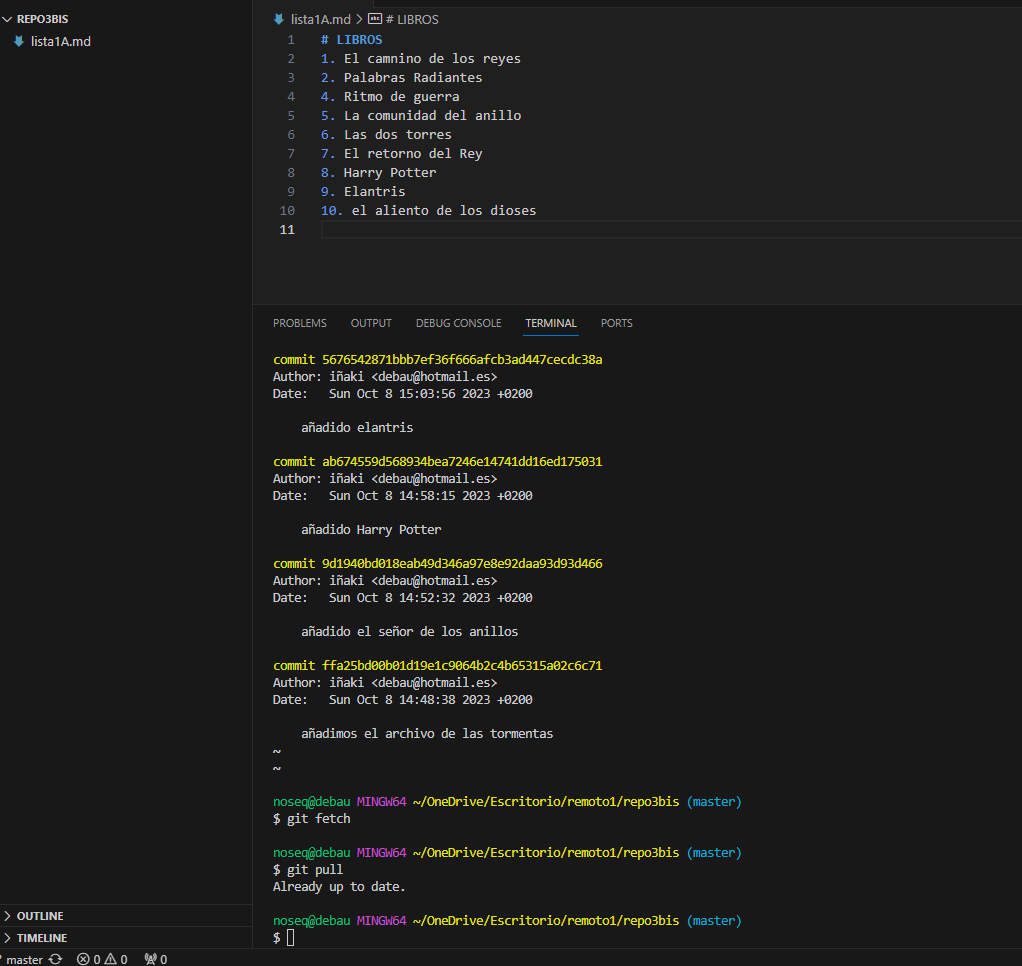 REPO3BIS
lista1A.md
lista1A.md > abc # LIBROS
1 # LIBROS
2 1. El camnino de los reyes
3 2. Palabras Radiantes
4 4. Ritmo de guerra
5 5. La comunidad del anillo
6 6. Las dos torres
7 7. El retorno del Rey
8 8. Harry Potter
9 9. Elantris
10 10. el aliento de los dioses
11
PROBLEMS OUTPUT DEBUG CONSOLE TERMINAL PORTS
commit 5676542871bbb7ef36f666afcb3ad447cecdc38a
Author: iñaki <debau@hotmail.es>
Date: Sun Oct 8 15:03:56 2023 +0200
añadido elantris
commit ab674559d568934bea7246e14741dd16ed175031
Author: iñaki <debau@hotmail.es>
Date: Sun Oct 8 14:58:15 2023 +0200
añadido Harry Potter
commit 9d1940bd018eab49d346a97e8e92daa93d93d466
Author: iñaki <debau@hotmail.es>
Date: Sun Oct 8 14:52:32 2023 +0200
añadido el señor de los anillos
commit ffa25bd00b01d19e1c9064b2c4b65315a02c6c71
Author: iñaki <debau@hotmail.es>
Date: Sun Oct 8 14:48:38 2023 +0200
añadimos el archivo de las tormentas
~
~
noseq@debau MINGW64 ~/OneDrive/Escritorio/remoto1/repo3bis (master)
$ git fetch
noseq@debau MINGW64 ~/OneDrive/Escritorio/remoto1/repo3bis (master)
$ git pull
Already up to date.
noseq@debau MINGW64 ~/OneDrive/Escritorio/remoto1/repo3bis (master)
$
OUTLINE
TIMELINE
master 0 0 0